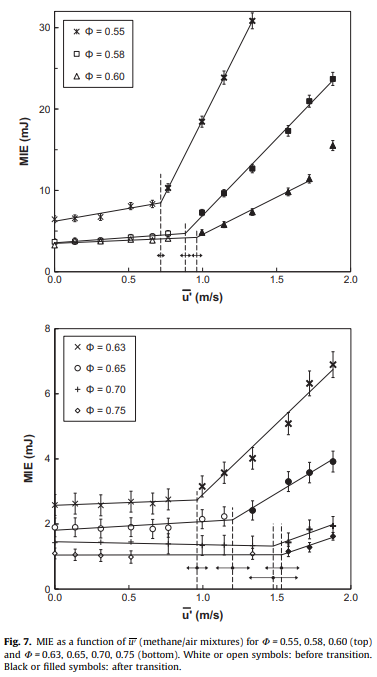 30
20
10
0
MIE (mJ)
Φ = 0.55
Φ = 0.58
Φ = 0.60
0.0 0.5 1.0 1.5 2.0
u̅' (m/s)
8
6
4
2
0
MIE (mJ)
Φ = 0.63
Φ = 0.65
Φ = 0.70
Φ = 0.75
0.0 0.5 1.0 1.5 2.0
u̅' (m/s)
Fig. 7. MIE as a function of u̅' (methane/air mixtures) for Φ = 0.55, 0.58, 0.60 (top)
and Φ = 0.63, 0.65, 0.70, 0.75 (bottom). White or open symbols: before transition.
Black or filled symbols: after transition.